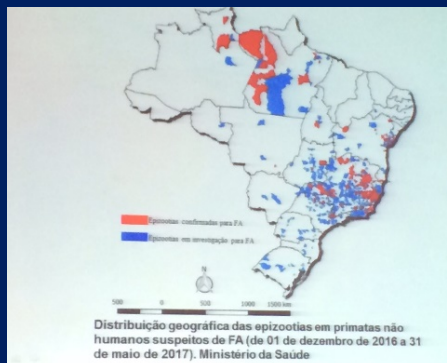 Epizootias confirmadas para FA
Epizootias em investigação para FA
N
500 0 500 1000 1500 km
Distribuição geográfica das epizootias em primatas não
humanos suspeitos de FA (de 01 de dezembro de 2016 a 31
de maio de 2017). Ministério da Saúde